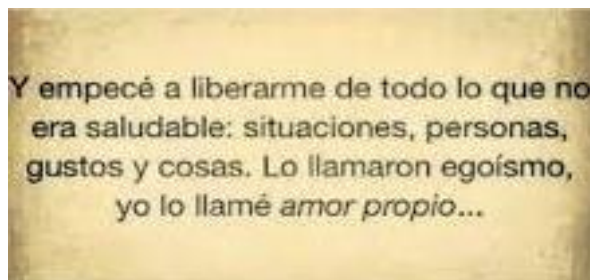 Y empecé a liberarme de todo lo que no
era saludable: situaciones, personas,
gustos y cosas. Lo llamaron egoísmo,
yo lo llamé amor propio...